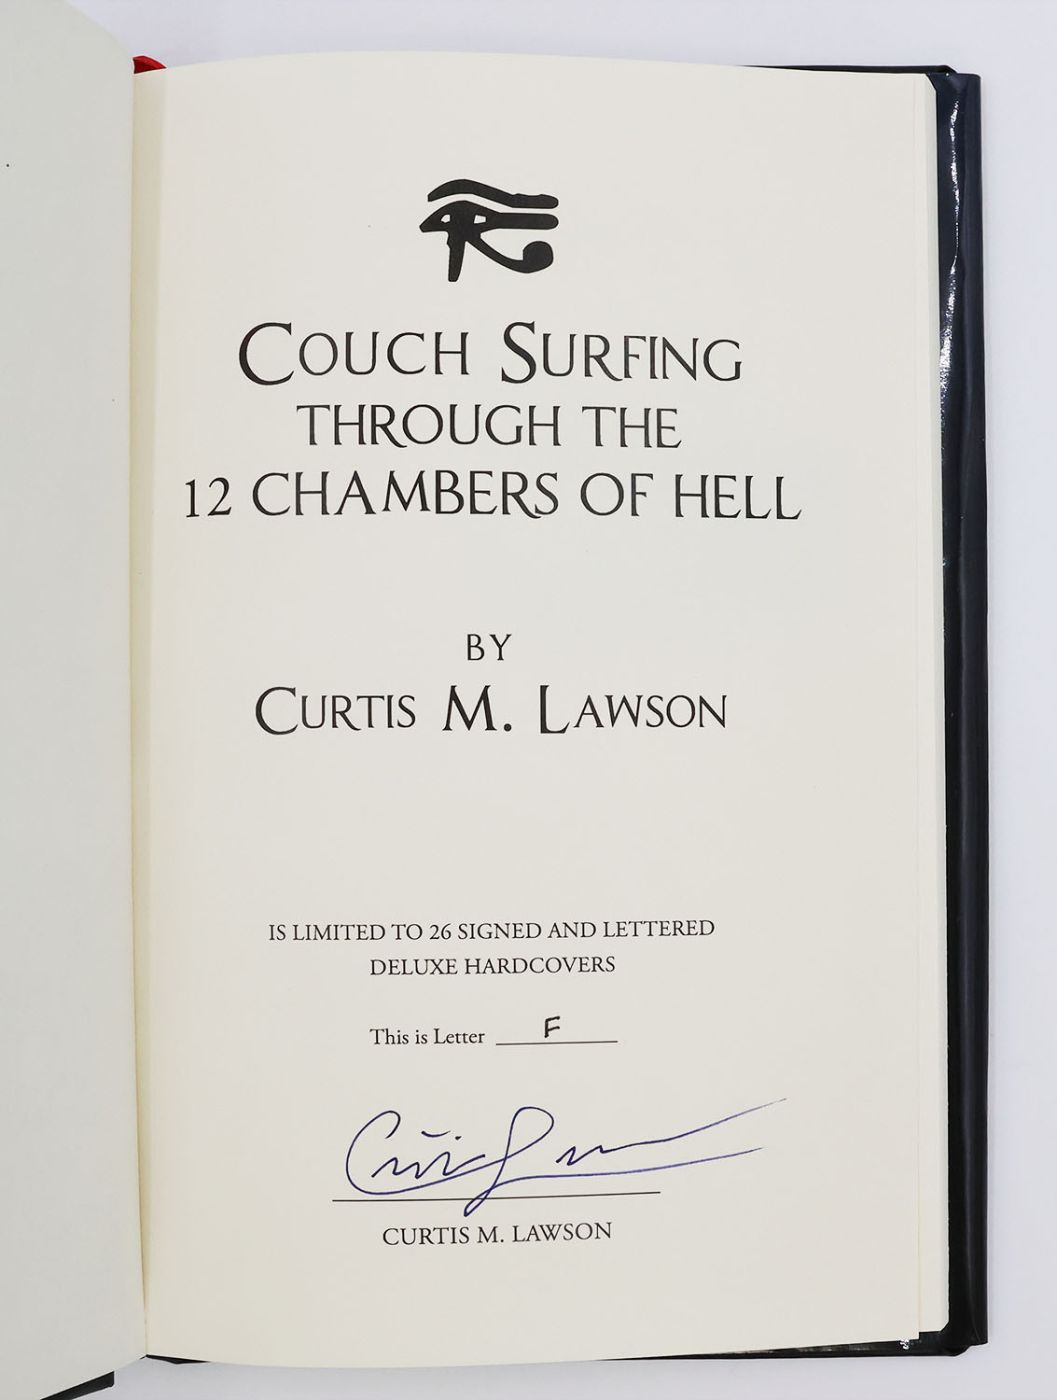 COUCH SURFING
THROUGH THE
12 CHAMBERS OF HELL
BY
CURTIS M. LAWSON
IS LIMITED TO 26 SIGNED AND LETTERED
DELUXE HARDCOVERS
This is Letter F
CURTIS M. LAWSON